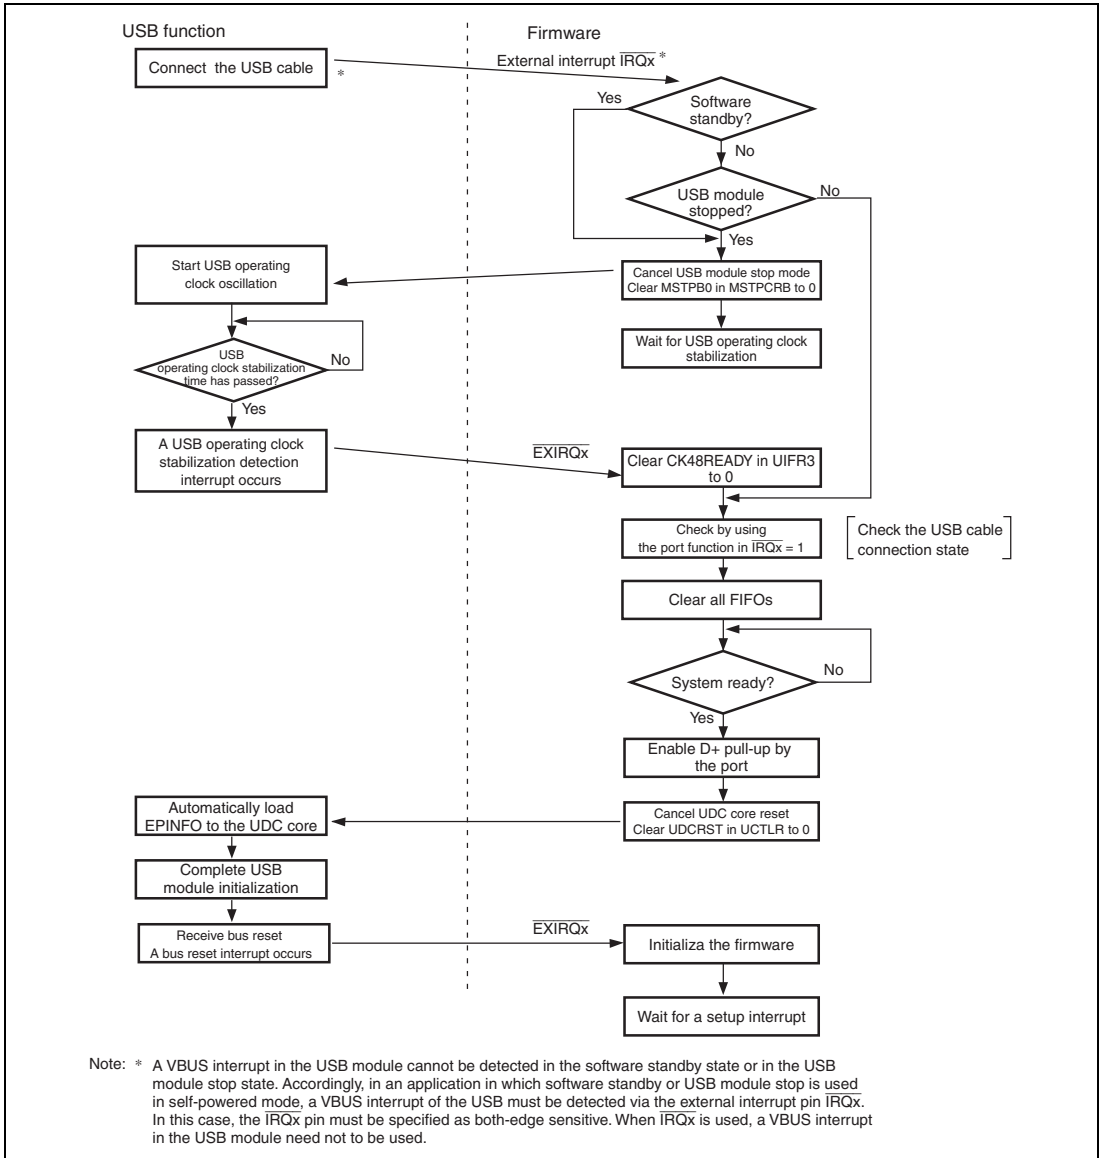 USB function
Firmware
Connect the USB cable
*
External interrupt IRQx *
Software
standby?
Yes
No
USB module
stopped?
No
Yes
Start USB operating
clock oscillation
Cancel USB module stop mode
Clear MSTPB0 in MSTPCRB to 0
Wait for USB operating clock
stabilization
USB
operating clock stabilization
time has passed?
No
Yes
A USB operating clock
stabilization detection
interrupt occurs
EXIRQx
Clear CK48READY in UIFR3
to 0
Check by using
the port function in IRQx = 1
Check the USB cable
connection state
Clear all FIFOs
System ready?
No
Yes
Enable D+ pull-up by
the port
Automatically load
EPINFO to the UDC core
Cancel UDC core reset
Clear UDCRST in UCTLR to 0
Complete USB
module initialization
Receive bus reset
A bus reset interrupt occurs
EXIRQx
Initializa the firmware
Wait for a setup interrupt
Note: * A VBUS interrupt in the USB module cannot be detected in the software standby state or in the USB
module stop state. Accordingly, in an application in which software standby or USB module stop is used
in self-powered mode, a VBUS interrupt of the USB must be detected via the external interrupt pin IRQx.
In this case, the IRQx pin must be specified as both-edge sensitive. When IRQx is used, a VBUS interrupt
in the USB module need not to be used.